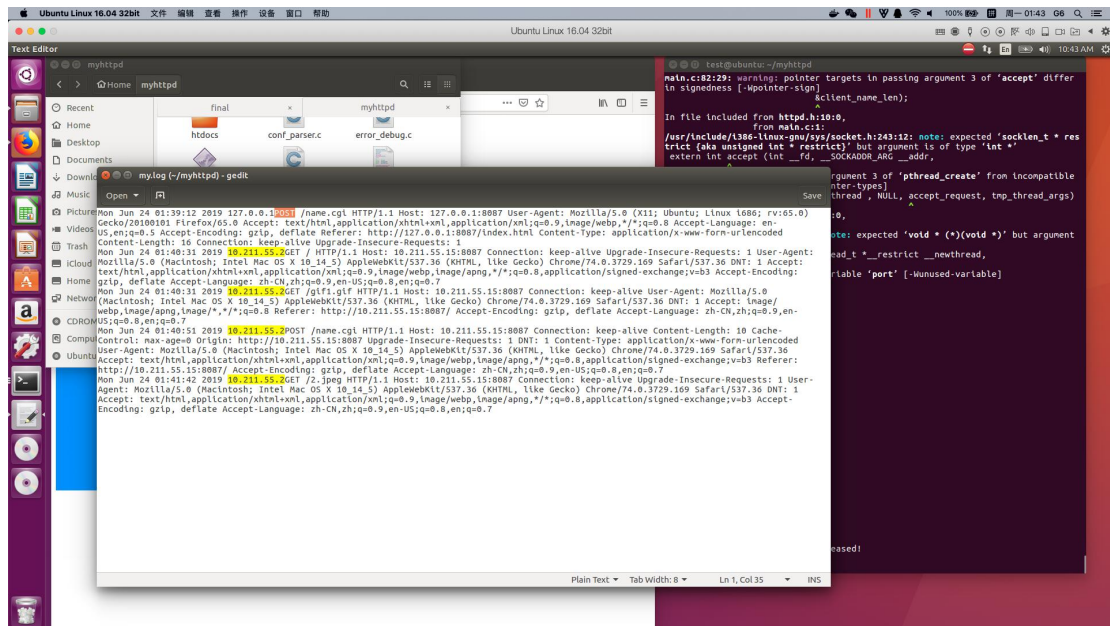 Ubuntu Linux 16.04 32bit 文件 编辑 查看 操作 设备 窗口 帮助
100% 周一01:43 G6
Ubuntu Linux 16.04 32bit
Text Editor
En 10:43 AM
myhttpd
Home myhttpd
Recent
Home
Desktop
Documents
Downlo
Music
Picture
Videos
Trash
iCloud
Home
Networ
CDROM
Compu
Ubuntu
final × myhttpd ×
htdocs conf_parser.c error_debug.c
my.log (~/myhttpd) - gedit
Open Save
Mon Jun 24 01:39:12 2019 127.0.0.1POST /name.cgi HTTP/1.1 Host: 127.0.0.1:8087 User-Agent: Mozilla/5.0 (X11; Ubuntu; Linux i686; rv:65.0)
Gecko/20100101 Firefox/65.0 Accept: text/html,application/xhtml+xml,application/xml;q=0.9,image/webp,*/*;q=0.8 Accept-Language: en-
US,en;q=0.5 Accept-Encoding: gzip, deflate Referer: http://127.0.0.1:8087/index.html Content-Type: application/x-www-form-urlencoded
Content-Length: 16 Connection: keep-alive Upgrade-Insecure-Requests: 1
Mon Jun 24 01:40:31 2019 10.211.55.2GET / HTTP/1.1 Host: 10.211.55.15:8087 Connection: keep-alive Upgrade-Insecure-Requests: 1 User-Agent:
Mozilla/5.0 (Macintosh; Intel Mac OS X 10_14_5) AppleWebKit/537.36 (KHTML, like Gecko) Chrome/74.0.3729.169 Safari/537.36 DNT: 1 Accept:
text/html,application/xhtml+xml,application/xml;q=0.9,image/webp,image/apng,*/*;q=0.8,application/signed-exchange;v=b3 Accept-Encoding:
gzip, deflate Accept-Language: zh-CN,zh;q=0.9,en-US;q=0.8,en;q=0.7
Mon Jun 24 01:40:31 2019 10.211.55.2GET /gif1.gif HTTP/1.1 Host: 10.211.55.15:8087 Connection: keep-alive User-Agent: Mozilla/5.0
(Macintosh; Intel Mac OS X 10_14_5) AppleWebKit/537.36 (KHTML, like Gecko) Chrome/74.0.3729.169 Safari/537.36 DNT: 1 Accept: image/
webp,image/apng,image/*,*/*;q=0.8 Referer: http://10.211.55.15:8087/ Accept-Encoding: gzip, deflate Accept-Language: zh-CN,zh;q=0.9,en-
US;q=0.8,en;q=0.7
Mon Jun 24 01:40:51 2019 10.211.55.2POST /name.cgi HTTP/1.1 Host: 10.211.55.15:8087 Connection: keep-alive Content-Length: 10 Cache-
Control: max-age=0 Origin: http://10.211.55.15:8087 Upgrade-Insecure-Requests: 1 DNT: 1 Content-Type: application/x-www-form-urlencoded
User-Agent: Mozilla/5.0 (Macintosh; Intel Mac OS X 10_14_5) AppleWebKit/537.36 (KHTML, like Gecko) Chrome/74.0.3729.169 Safari/537.36
Accept: text/html,application/xhtml+xml,application/xml;q=0.9,image/webp,image/apng,*/*;q=0.8,application/signed-exchange;v=b3 Referer:
http://10.211.55.15:8087/ Accept-Encoding: gzip, deflate Accept-Language: zh-CN,zh;q=0.9,en-US;q=0.8,en;q=0.7
Mon Jun 24 01:41:42 2019 10.211.55.2GET /2.jpeg HTTP/1.1 Host: 10.211.55.15:8087 Connection: keep-alive Upgrade-Insecure-Requests: 1 User-
Agent: Mozilla/5.0 (Macintosh; Intel Mac OS X 10_14_5) AppleWebKit/537.36 (KHTML, like Gecko) Chrome/74.0.3729.169 Safari/537.36 DNT: 1
Accept: text/html,application/xhtml+xml,application/xml;q=0.9,image/webp,image/apng,*/*;q=0.8,application/signed-exchange;v=b3 Accept-
Encoding: gzip, deflate Accept-Language: zh-CN,zh;q=0.9,en-US;q=0.8,en;q=0.7
Plain Text Tab Width: 8 Ln 1, Col 35 INS
test@ubuntu: ~/myhttpd
main.c:82:29: warning: pointer targets in passing argument 3 of ‘accept’ differ
in signedness [-Wpointer-sign]
&client_name_len);
^
In file included from httpd.h:10:0,
from main.c:1:
/usr/include/i386-linux-gnu/sys/socket.h:243:12: note: expected ‘socklen_t * res
trict {aka unsigned int * restrict}’ but argument is of type ‘int *’
extern int accept (int __fd, __SOCKADDR_ARG __addr,
^
rgument 3 of ‘pthread_create’ from incompatible
nter-types]
thread , NULL, accept_request, tmp_thread_args)
^
:0,
ote: expected ‘void * (*)(void *)’ but argument
ead_t *__restrict __newthread,
riable ‘port’ [-Wunused-variable]
eased!